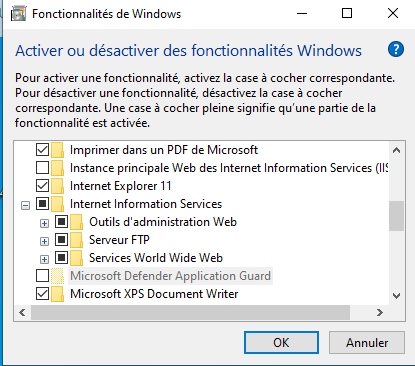 Fonctionnalités de Windows
Activer ou désactiver des fonctionnalités Windows
Pour activer une fonctionnalité, activez la case à cocher correspondante.
Pour désactiver une fonctionnalité, désactivez la case à cocher
correspondante. Une case à cocher pleine signifie qu'une partie de la
fonctionnalité est activée.
Imprimer dans un PDF de Microsoft
Instance principale Web des Internet Information Services (IIS
Internet Explorer 11
Internet Information Services
Outils d'administration Web
Serveur FTP
Services World Wide Web
Microsoft Defender Application Guard
Microsoft XPS Document Writer
OK Annuler